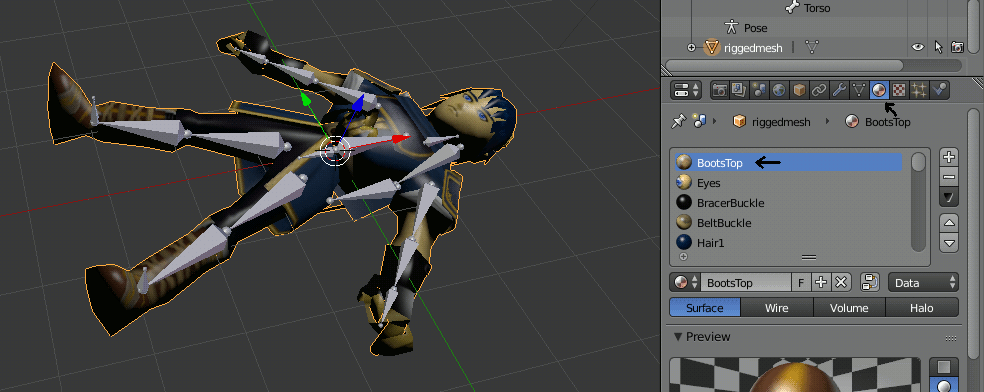 Torso
Pose
riggedmesh
riggedmesh BootsTop
BootsTop
Eyes
BracerBuckle
BeltBuckle
Hair1
BootsTop F Data
Surface Wire Volume Halo
Preview